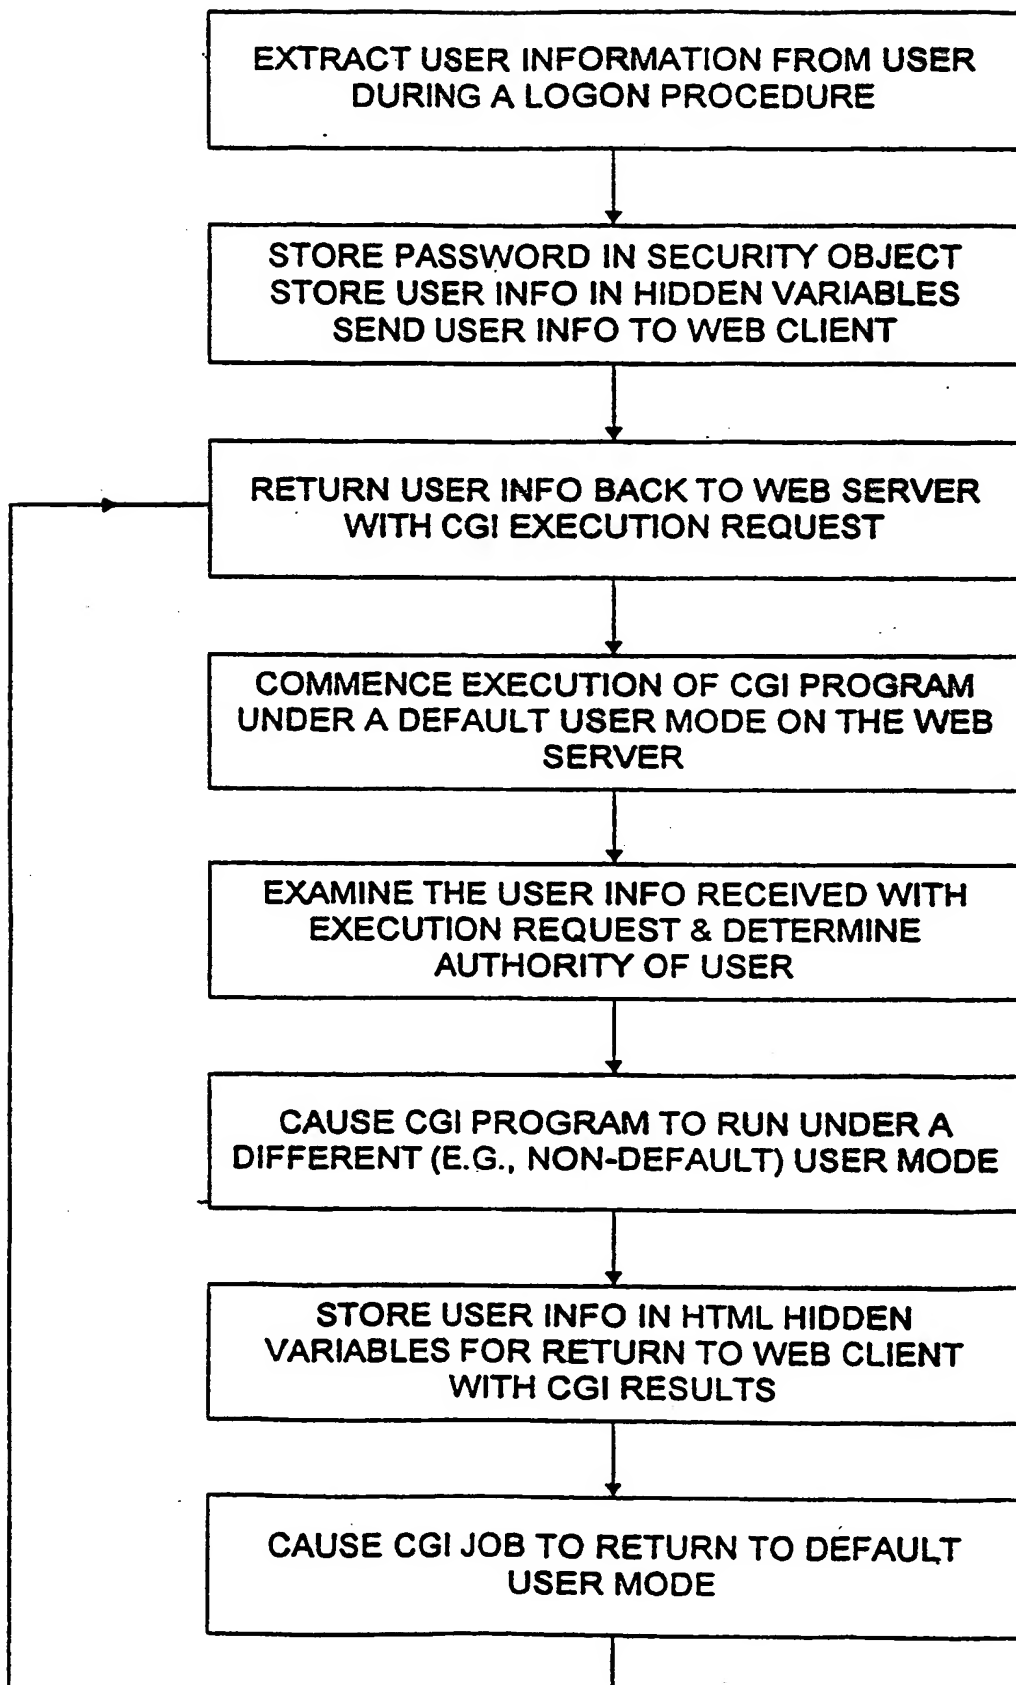 EXTRACT USER INFORMATION FROM USER
DURING A LOGON PROCEDURE
STORE PASSWORD IN SECURITY OBJECT
STORE USER INFO IN HIDDEN VARIABLES
SEND USER INFO TO WEB CLIENT
RETURN USER INFO BACK TO WEB SERVER
WITH CGI EXECUTION REQUEST
COMMENCE EXECUTION OF CGI PROGRAM
UNDER A DEFAULT USER MODE ON THE WEB
SERVER
EXAMINE THE USER INFO RECEIVED WITH
EXECUTION REQUEST & DETERMINE
AUTHORITY OF USER
CAUSE CGI PROGRAM TO RUN UNDER A
DIFFERENT (E.G., NON-DEFAULT) USER MODE
STORE USER INFO IN HTML HIDDEN
VARIABLES FOR RETURN TO WEB CLIENT
WITH CGI RESULTS
CAUSE CGI JOB TO RETURN TO DEFAULT
USER MODE